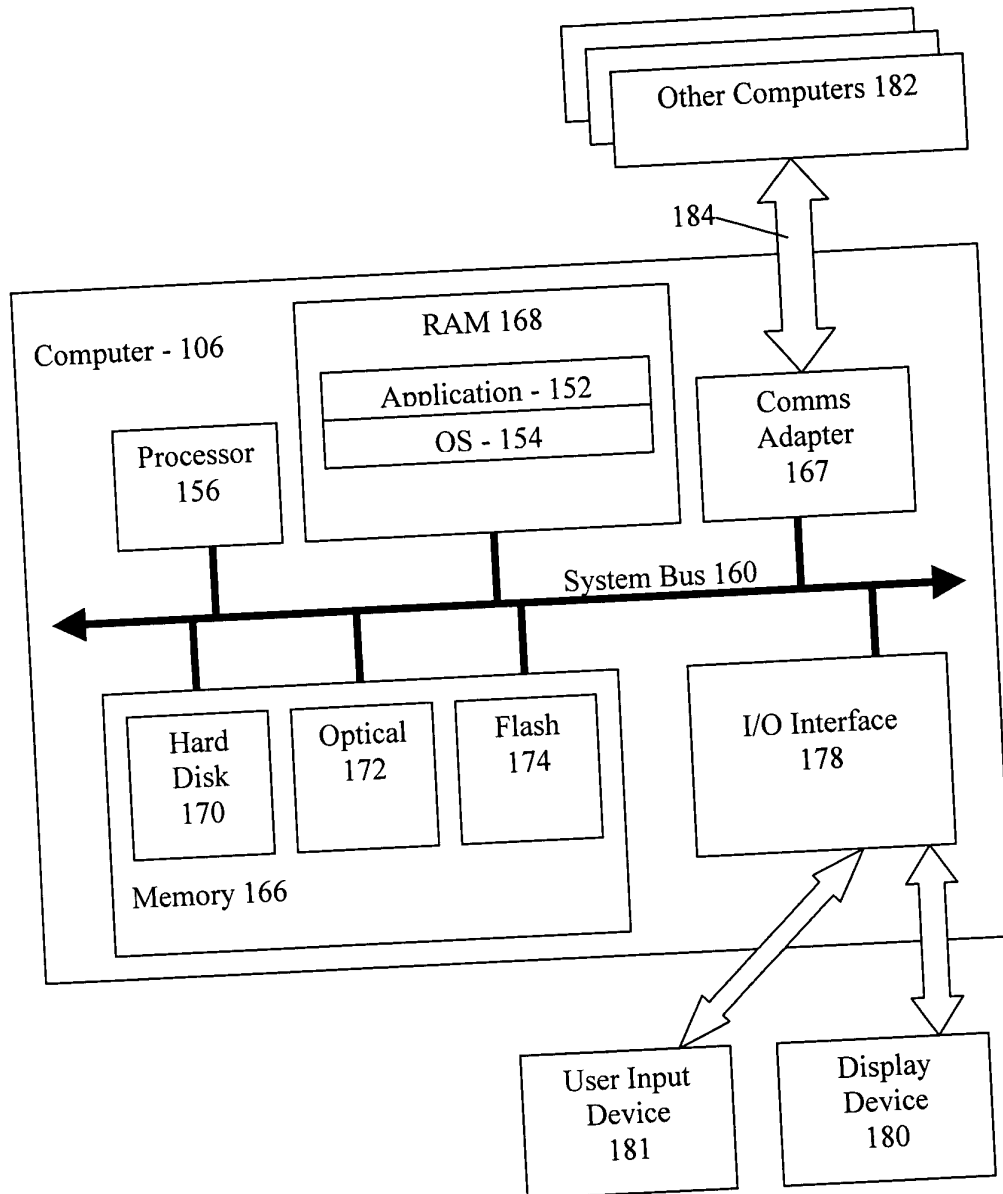 Other Computers 182
184
Computer - 106
RAM 168
Application - 152
OS - 154
Processor
156
Comms
Adapter
167
System Bus 160
Hard
Disk
170
Optical
172
Flash
174
Memory 166
I/O Interface
178
User Input
Device
181
Display
Device
180